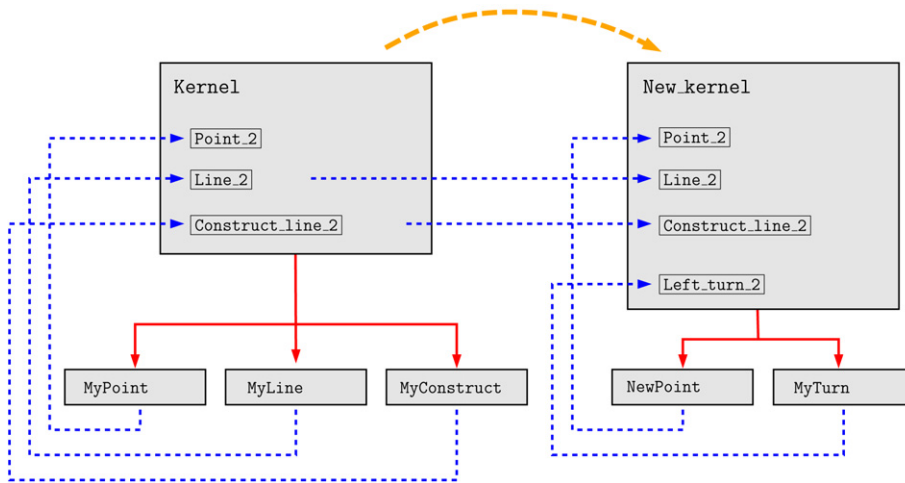 Kernel
Point_2
Line_2
Construct_line_2
New_kernel
Point_2
Line_2
Construct_line_2
Left_turn_2
MyPoint
MyLine
MyConstruct
NewPoint
MyTurn